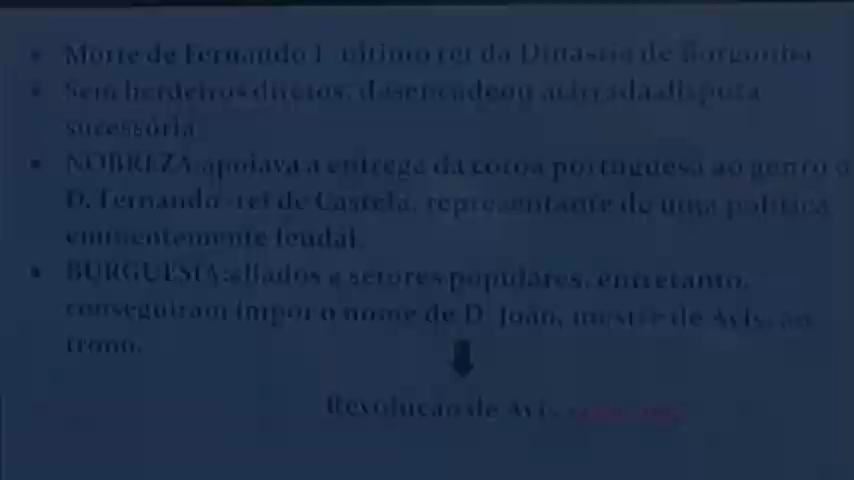 • Morte de Fernando I, último rei da Dinastia de Borgonha
• Sem herdeiros diretos, desencadeou acirrada disputa
sucessória.
• NOBREZA:apoiava a entrega da coroa portuguesa ao genro
D. Fernando -rei de Castela, representante de uma política
eminentemente feudal.
• BURGUESIA:aliados a setores populares, entretanto,
conseguiram impor o nome de D. João, mestre de Avis, ao
trono.
Revolução de Avis